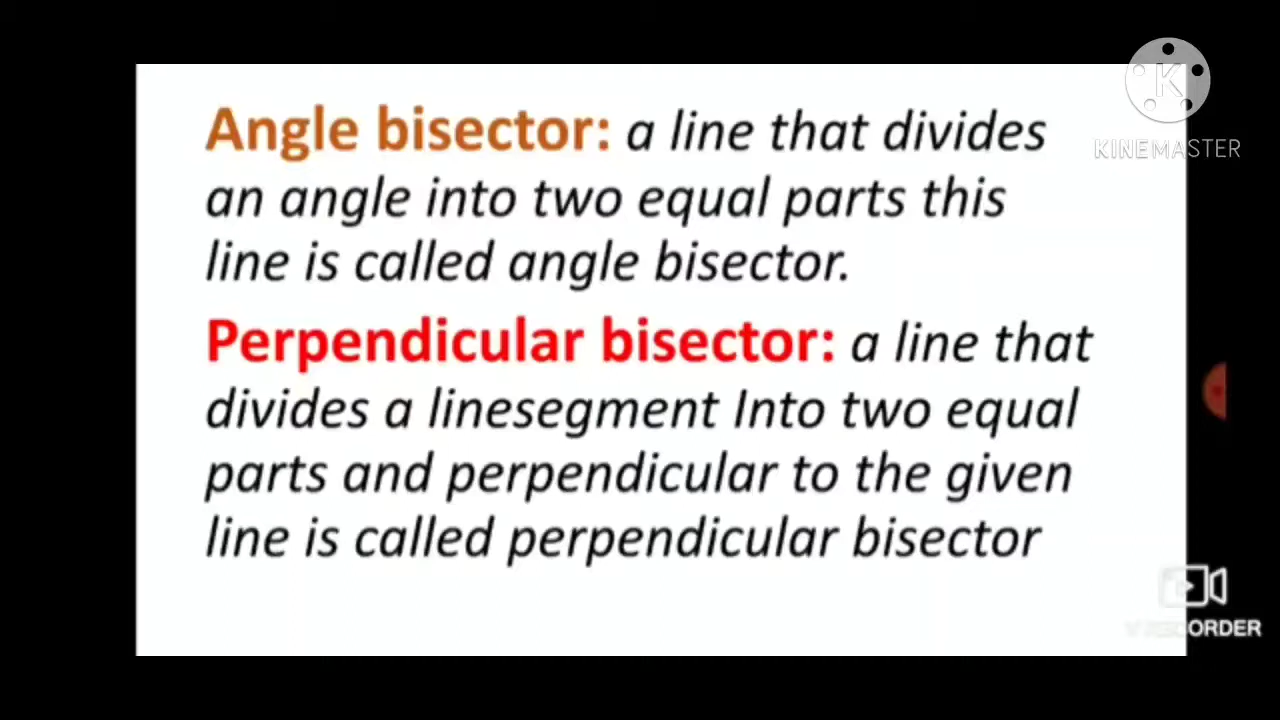 Angle bisector: a line that divides
an angle into two equal parts this
line is called angle bisector.
Perpendicular bisector: a line that
divides a linesegment Into two equal
parts and perpendicular to the given
line is called perpendicular bisector
K
KINEMASTER